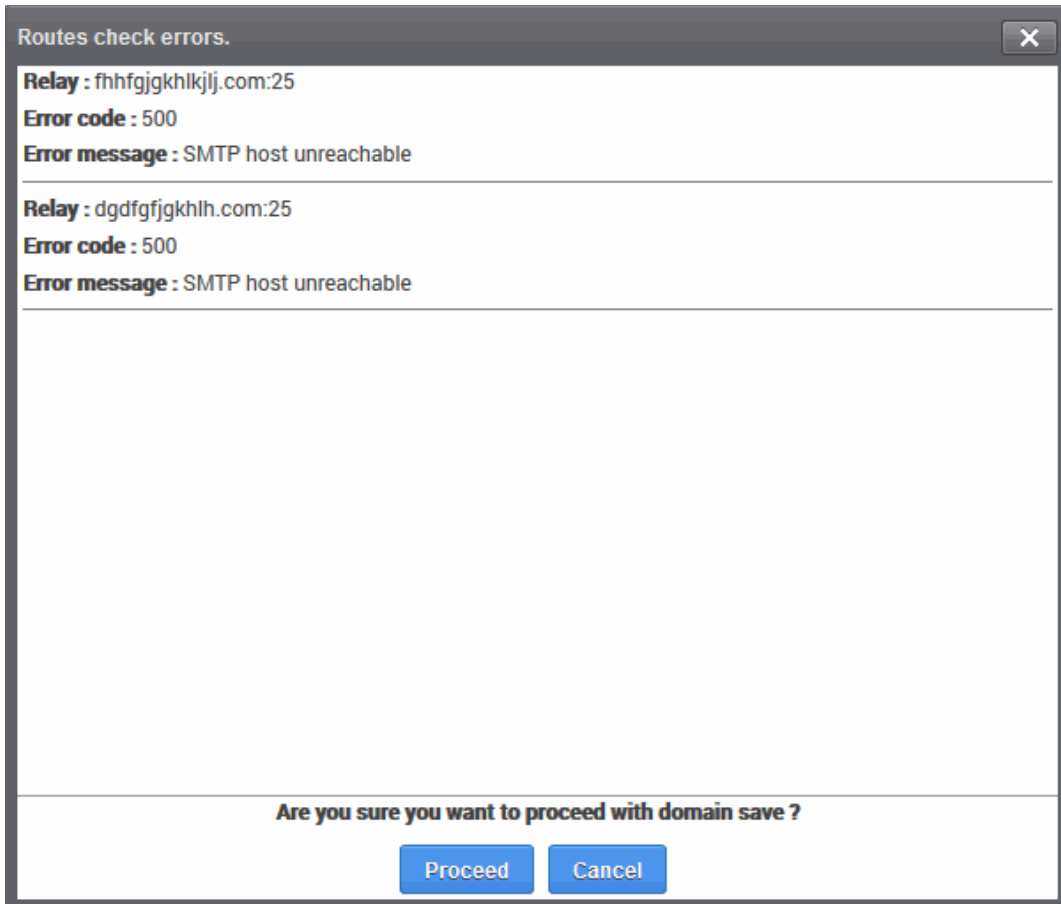 Routes check errors.
Relay : fhhfgjgkhlkjlj.com:25
Error code : 500
Error message : SMTP host unreachable
Relay : dgdfgfjgkhlh.com:25
Error code : 500
Error message : SMTP host unreachable
Are you sure you want to proceed with domain save ?
Proceed Cancel